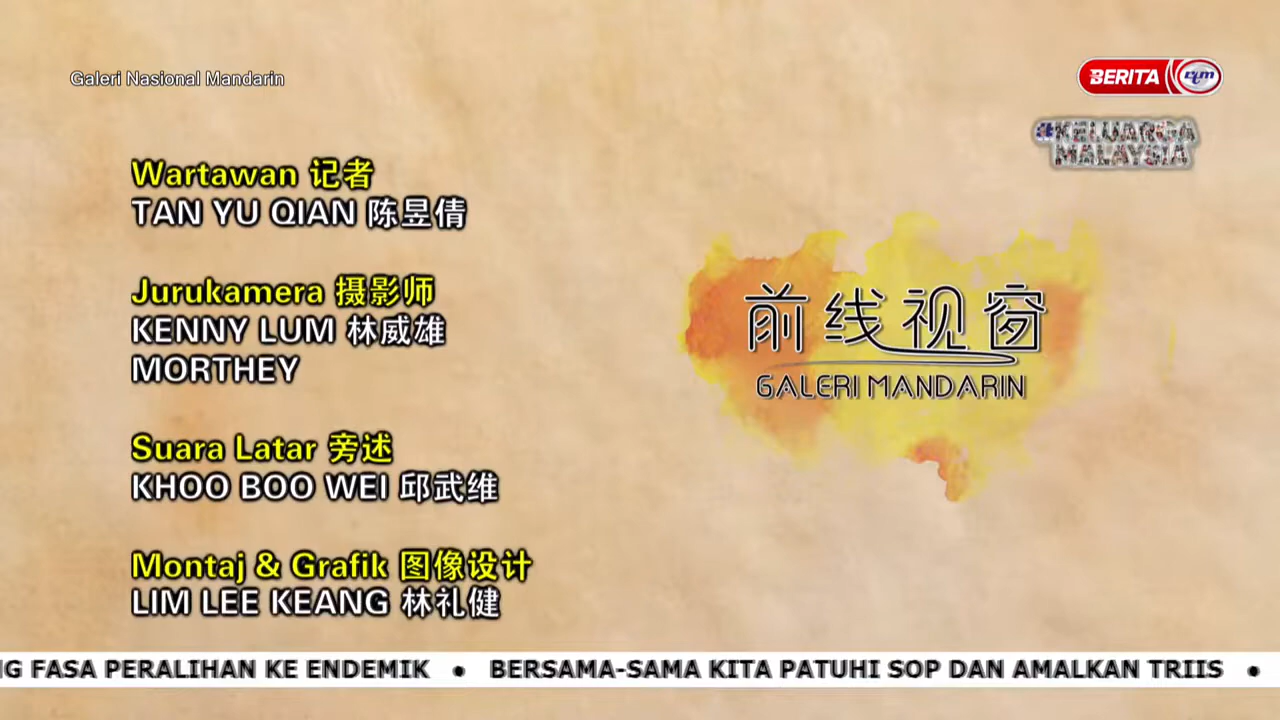 Galeri Nasional Mandarin
BERITA rtm
#KELUARGA
MALAYSIA
Wartawan 记者
TAN YU QIAN 陈昱倩
Jurukamera 摄影师
KENNY LUM 林威雄
MORTHEY
Suara Latar 旁述
KHOO BOO WEI 邱武维
Montaj & Grafik 图像设计
LIM LEE KEANG 林礼健
前线视窗
GALERI MANDARIN
NG FASA PERALIHAN KE ENDEMIK • BERSAMA-SAMA KITA PATUHI SOP DAN AMALKAN TRIIS •